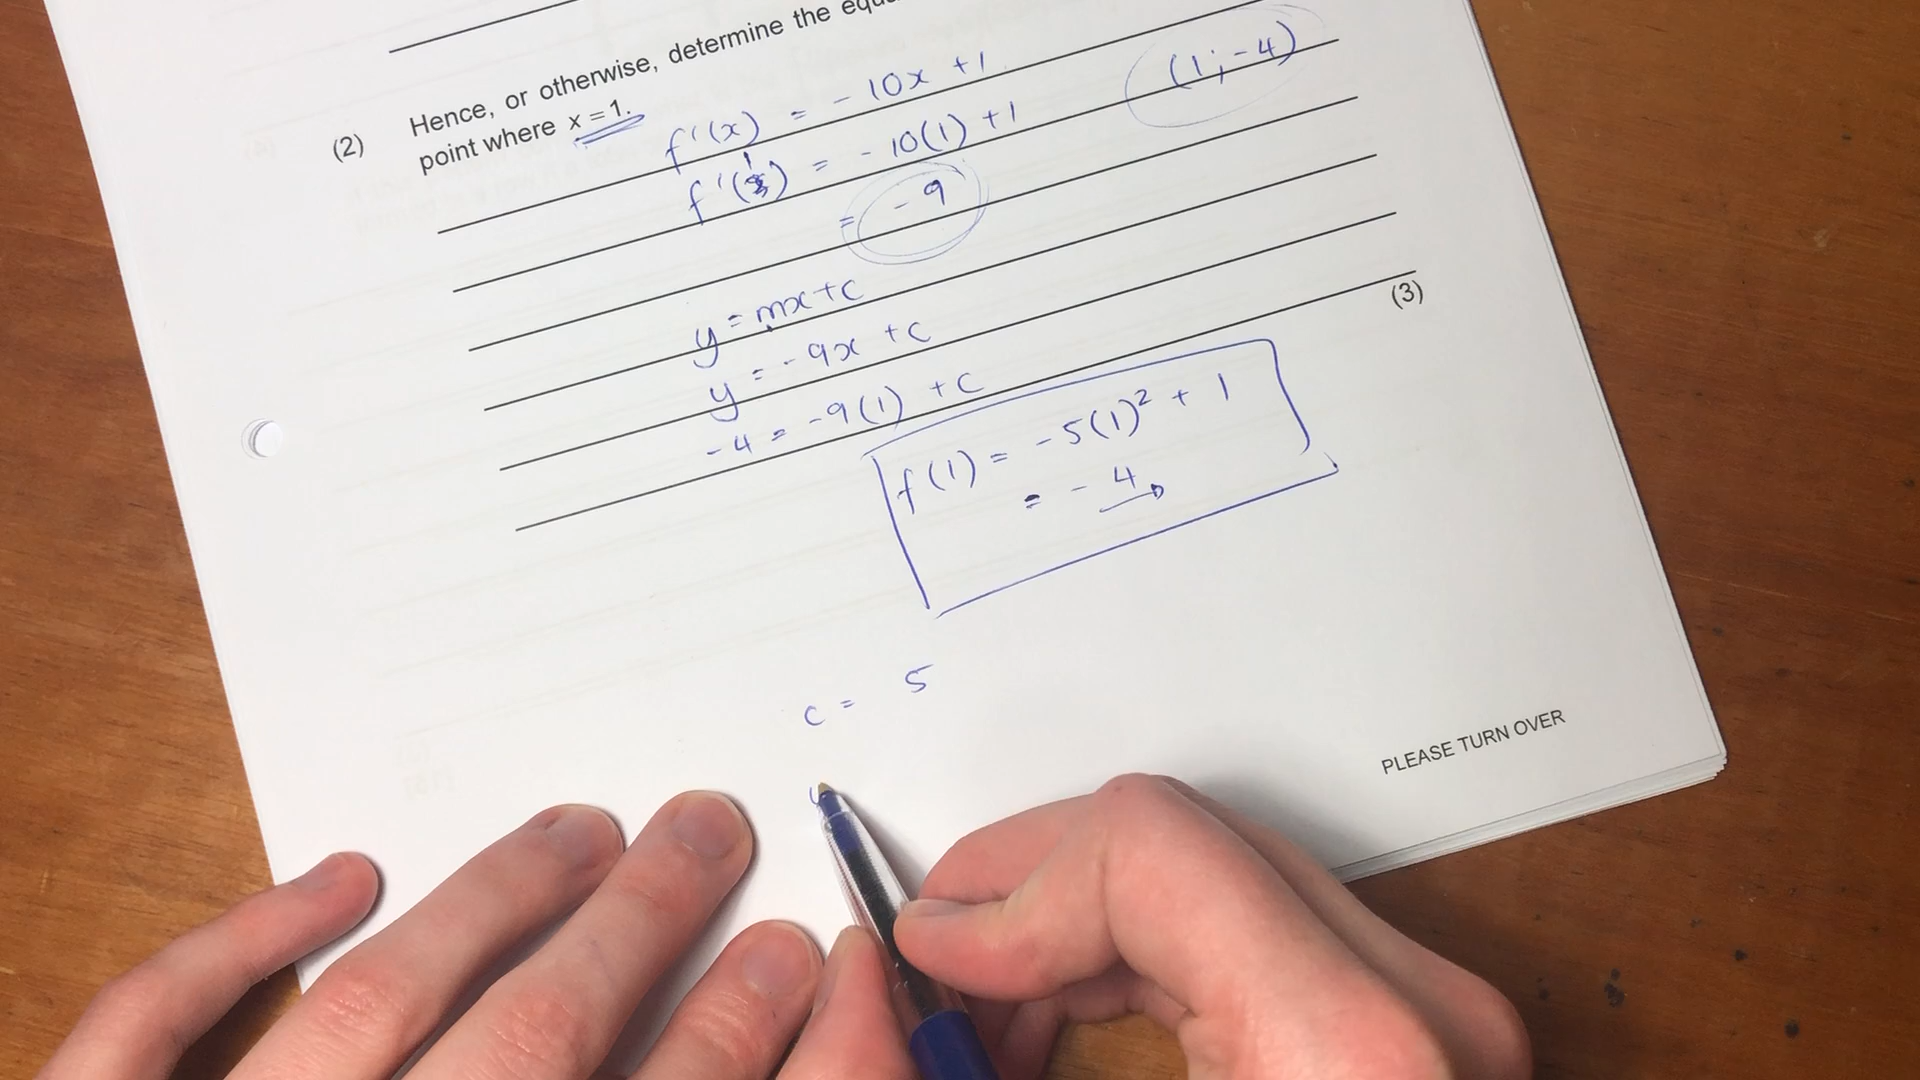 (2) Hence, or otherwise, determine the
point where x = 1.
f'(x) = -10x +1
(1 ; -4)
f'(1) = -10(1) +1
= -9
y = mx+c
y = -9x +c
-4 = -9(1) +c
(3)
f(1) = -5(1)² + 1
= -4
c = 5
PLEASE TURN OVER